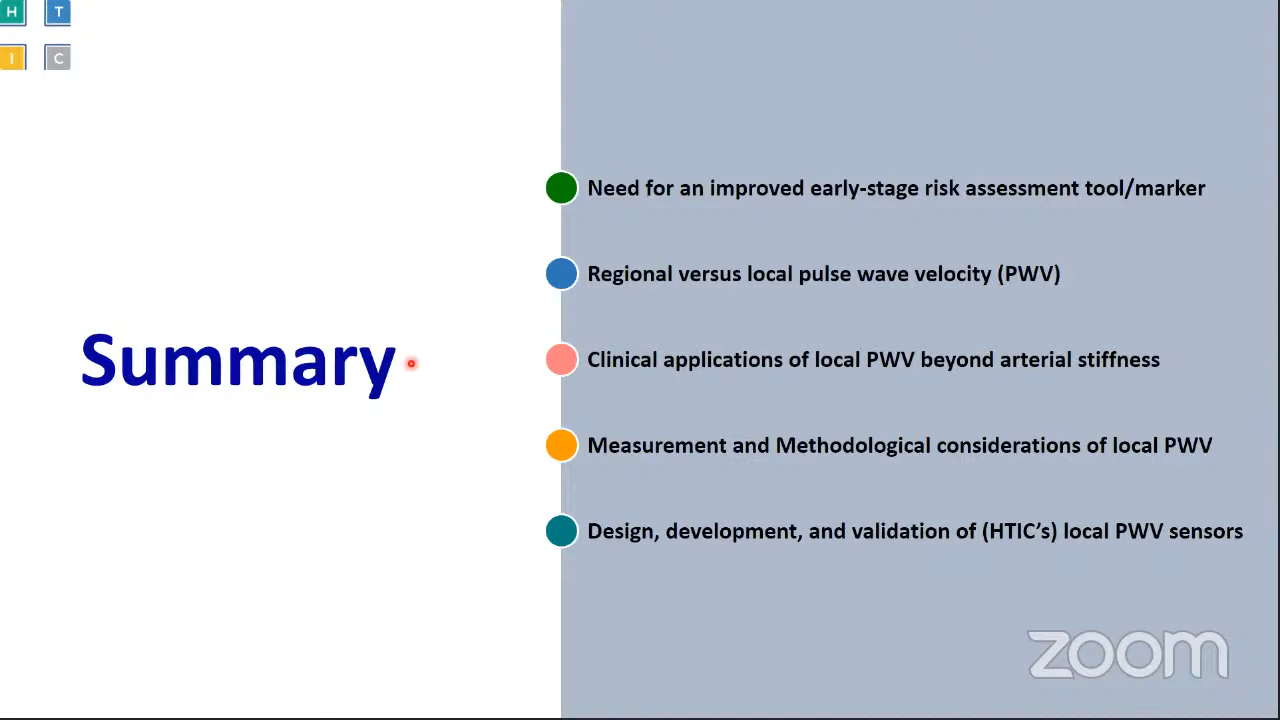 H T
I C
Summary
Need for an improved early-stage risk assessment tool/marker
Regional versus local pulse wave velocity (PWV)
Clinical applications of local PWV beyond arterial stiffness
Measurement and Methodological considerations of local PWV
Design, development, and validation of (HTIC’s) local PWV sensors
zoom